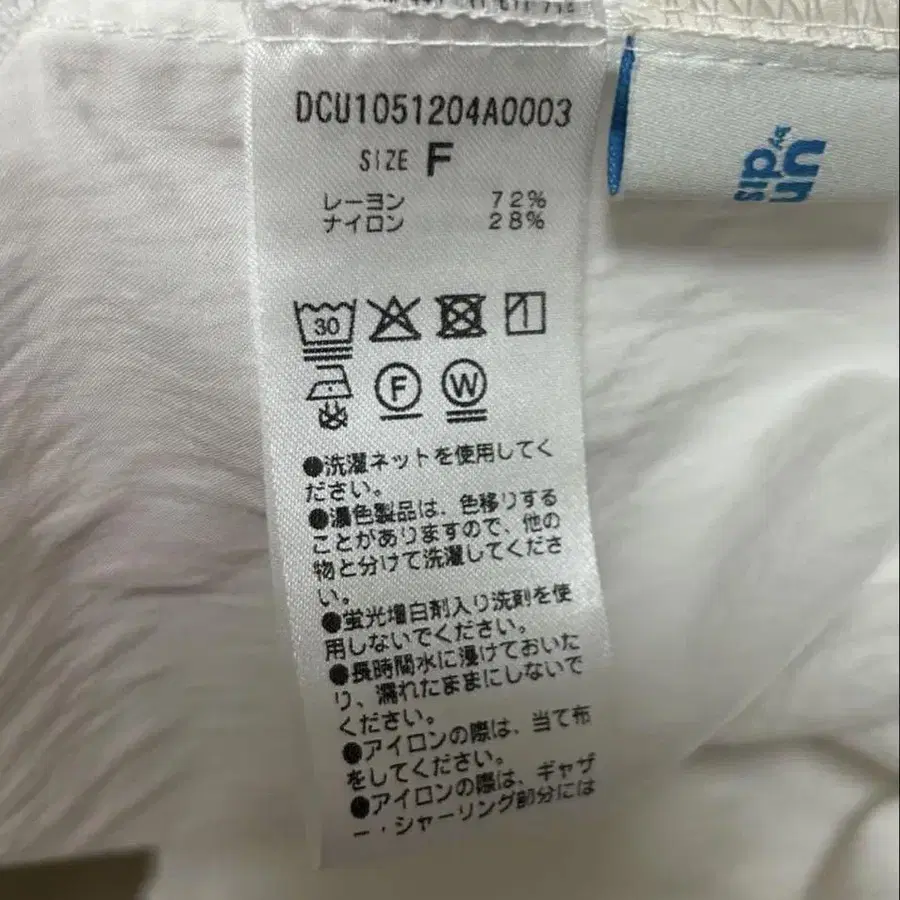 DCU1051204A0003
SIZE F
レーヨン 72%
ナイロン 28%
30
F W
●洗濯ネットを使用してく
ださい。
●濃色製品は、色移りする
ことがありますので、他の
物と分けて洗濯してくださ
い。
●蛍光増白剤入り洗剤を使
用しないでください。
●長時間水に浸けておいた
り、濡れたままにしないで
ください。
●アイロンの際は、当て布
をしてください。
●アイロンの際は、ギャザ
ー・シャーリング部分には
un
by
dis